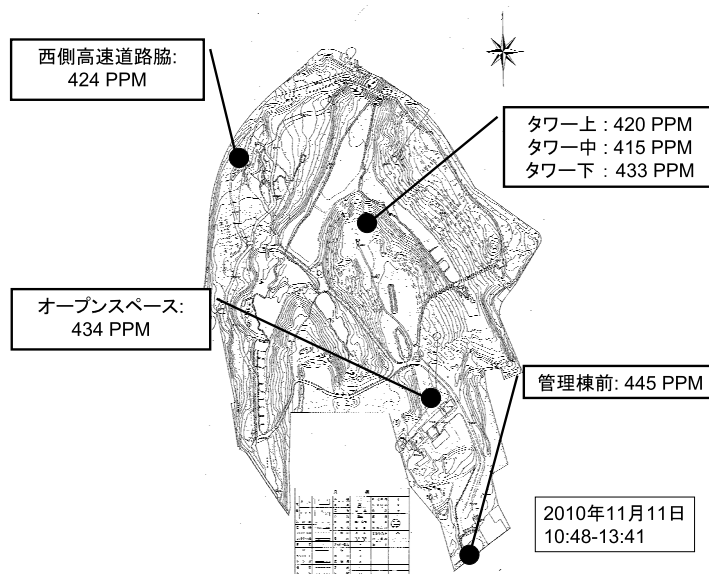 西側高速道路脇:
424 PPM
タワー上 : 420 PPM
タワー中 : 415 PPM
タワー下 : 433 PPM
オープンスペース:
434 PPM
管理棟前: 445 PPM
2010年11月11日
10:48-13:41